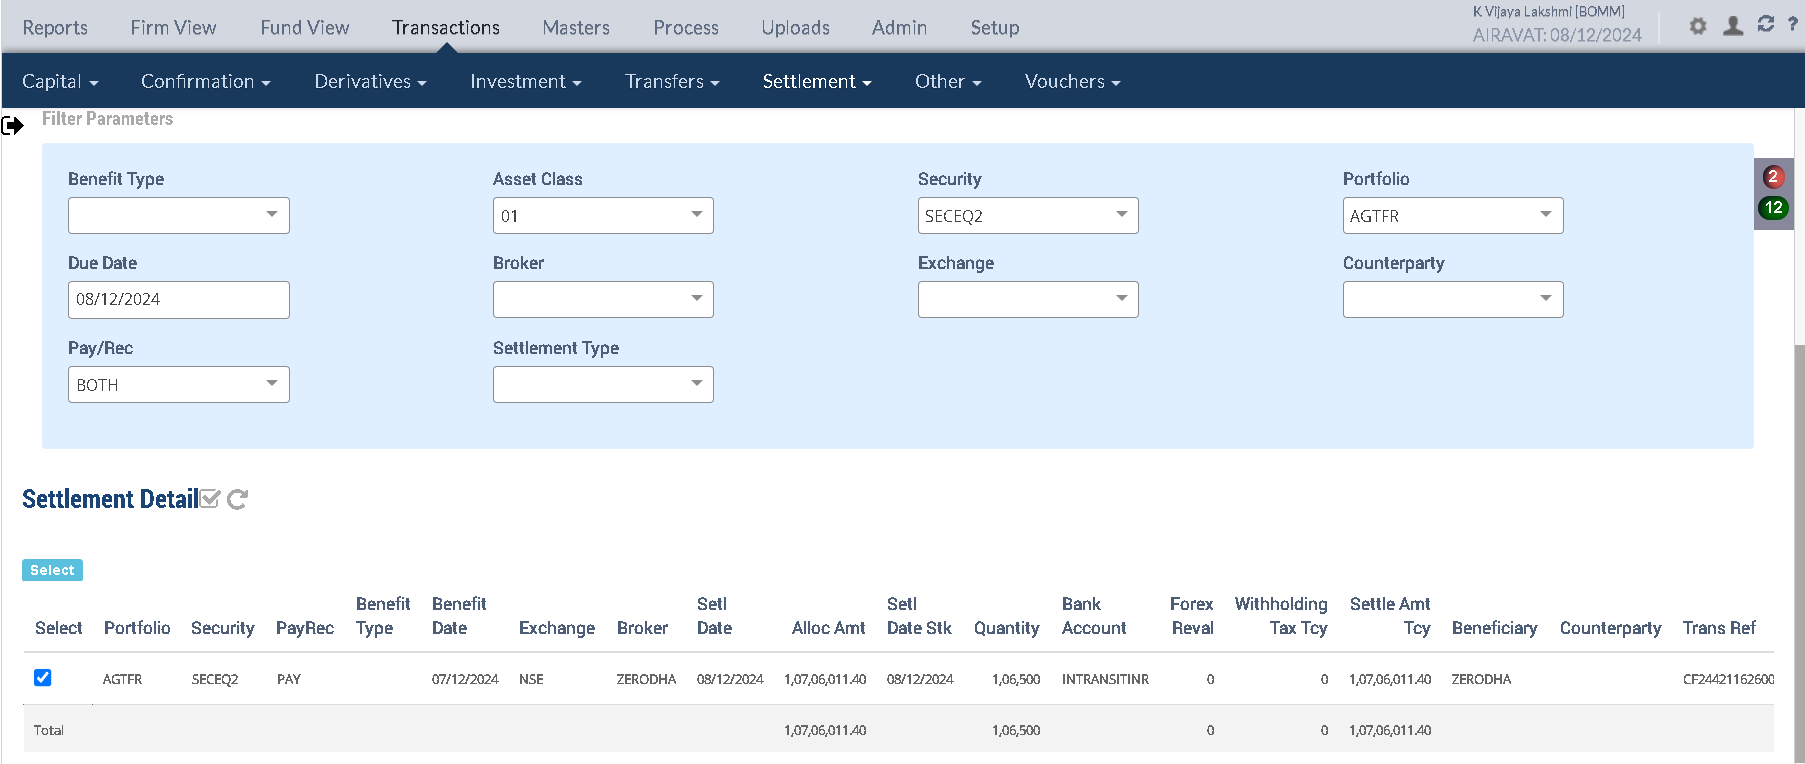 Reports Firm View Fund View Transactions Masters Process Uploads Admin Setup
K Vijaya Lakshmi [BOMM]
AIRAVAT: 08/12/2024
?
Capital Confirmation Derivatives Investment Transfers Settlement Other Vouchers
Filter Parameters
2
12
Benefit Type Asset Class Security Portfolio
01 SECEQ2 AGTFR
Due Date Broker Exchange Counterparty
08/12/2024
Pay/Rec Settlement Type
BOTH
Settlement Detail
Select
Select Portfolio Security PayRec Benefit Type Benefit Date Exchange Broker Setl Date Alloc Amt Setl Date Stk Quantity Bank Account Forex Reval Withholding Tax Tcy Settle Amt Tcy Beneficiary Counterparty Trans Ref
AGTFR SECEQ2 PAY 07/12/2024 NSE ZERODHA 08/12/2024 1,07,06,011.40 08/12/2024 1,06,500 INTRANSITINR 0 0 1,07,06,011.40 ZERODHA CF24421162600
Total 1,07,06,011.40 1,06,500 0 0 1,07,06,011.40